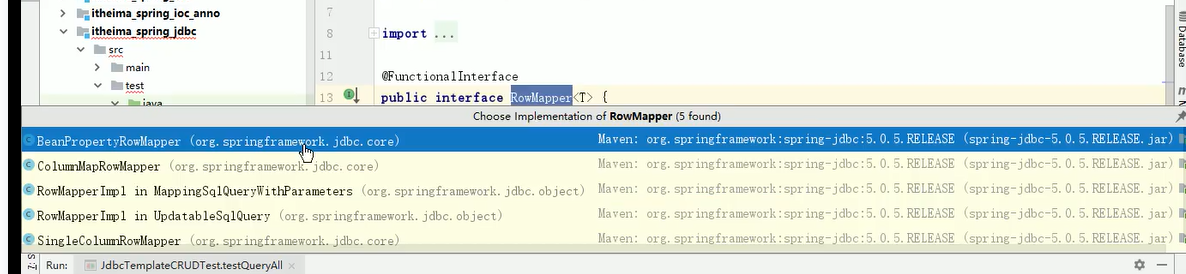 itheima_spring_ioc_anno
itheima_spring_jdbc
src
main
test
java
7
8 import ...
11
12 @FunctionalInterface
13 public interface RowMapper<T> {
Database
Choose Implementation of RowMapper (5 found)
BeanPropertyRowMapper (org.springframework.jdbc.core) Maven: org.springframework:spring-jdbc:5.0.5.RELEASE (spring-jdbc-5.0.5.RELEASE.jar)
ColumnMapRowMapper (org.springframework.jdbc.core) Maven: org.springframework:spring-jdbc:5.0.5.RELEASE (spring-jdbc-5.0.5.RELEASE.jar)
RowMapperImpl in MappingSqlQueryWithParameters (org.springframework.jdbc.object) Maven: org.springframework:spring-jdbc:5.0.5.RELEASE (spring-jdbc-5.0.5.RELEASE.jar)
RowMapperImpl in UpdatableSqlQuery (org.springframework.jdbc.object) Maven: org.springframework:spring-jdbc:5.0.5.RELEASE (spring-jdbc-5.0.5.RELEASE.jar)
SingleColumnRowMapper (org.springframework.jdbc.core) Maven: org.springframework:spring-jdbc:5.0.5.RELEASE (spring-jdbc-5.0.5.RELEASE.jar)
Run: JdbcTemplateCRUDTest.testQueryAll